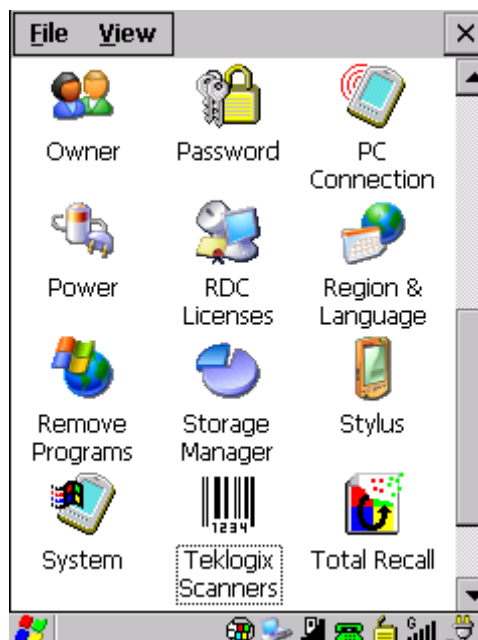 File View
Owner
Password
PC
Connection
Power
RDC
Licenses
Region &
Language
Remove
Programs
Storage
Manager
Stylus
System
1234
Teklogix
Scanners
Total Recall
G